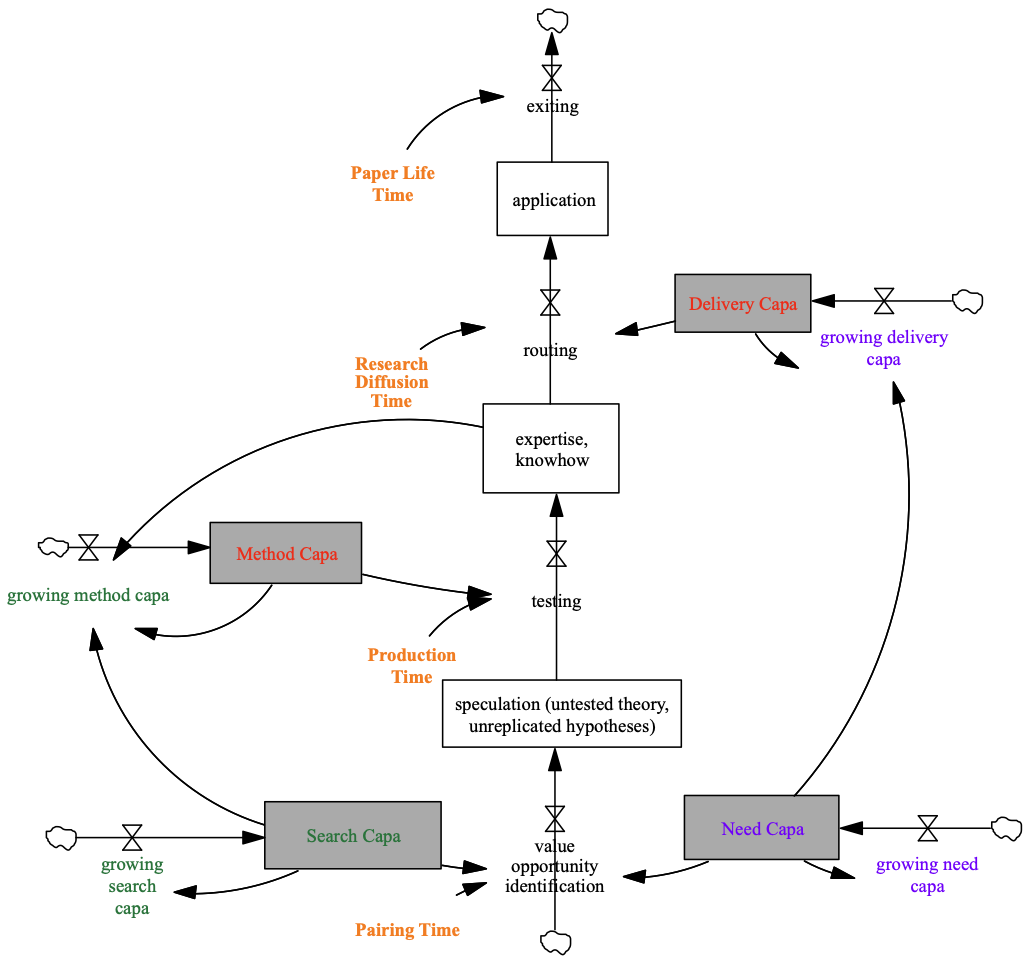 exiting
Paper Life
Time
application
Delivery Capa
growing delivery
capa
routing
Research
Diffusion
Time
expertise,
knowhow
Method Capa
growing method capa
testing
Production
Time
speculation (untested theory,
unreplicated hypotheses)
Search Capa
growing
search
capa
value
opportunity
identification
Need Capa
growing need
capa
Pairing Time